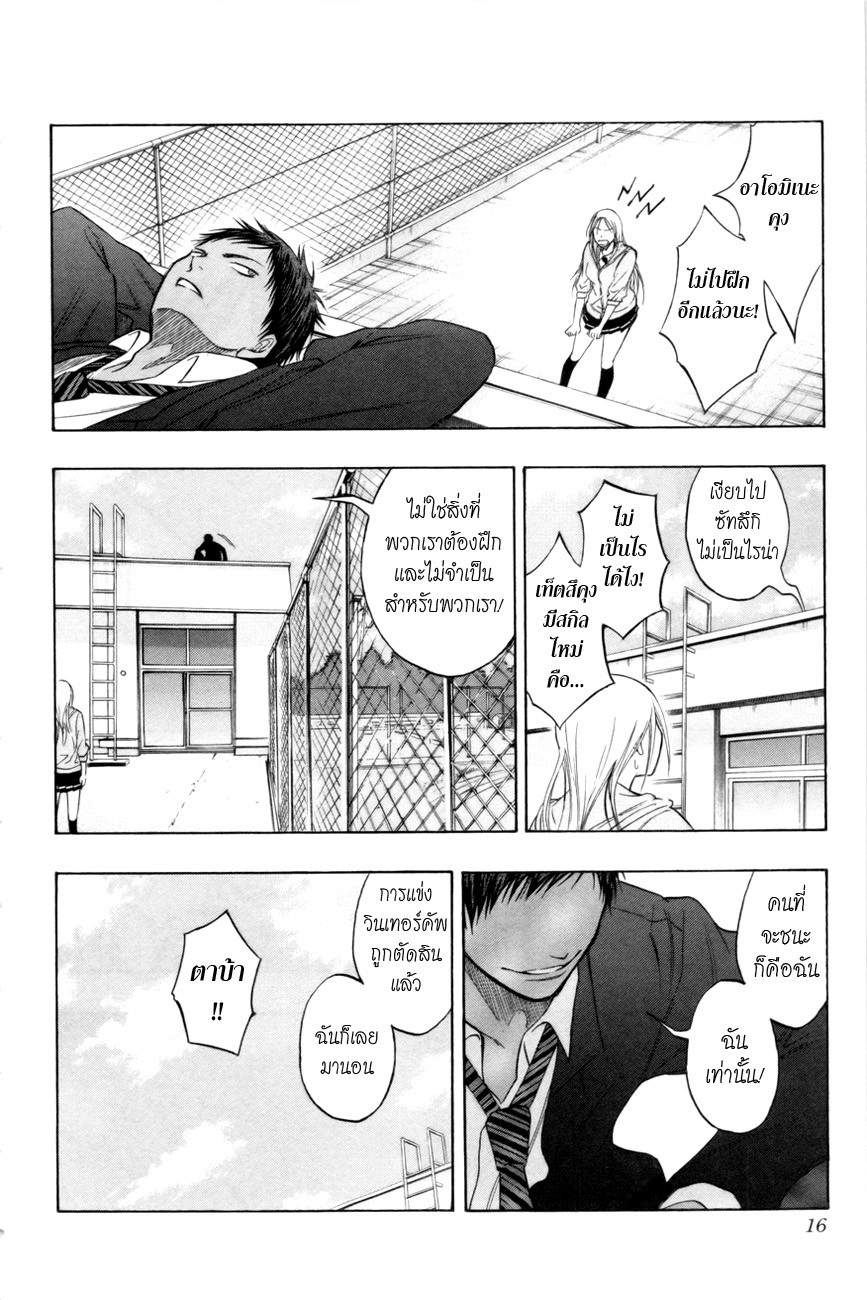 อาโอมิเนะ
คุง
ไม่ไปฝึก
อีกแล้วนะ!
เงียบไป
ซัทสึกิ
ไม่เป็นไรน่า
ไม่
เป็นไร
ได้ไง!
เท็ตสึคุง
มีสกิล
ใหม่
คือ...
ไม่ใช่สิ่งที่
พวกเราต้องฝึก
และไม่จำเป็น
สำหรับพวกเรา!
คนที่
จะชนะ
ก็คือฉัน
ฉัน
เท่านั้น!
การแข่ง
วินเทอร์คัพ
ถูกตัดสิน
แล้ว
ฉันก็เลย
มานอน
ตาบ้า
!!
16